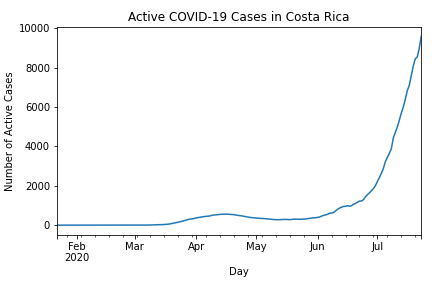 Active COVID-19 Cases in Costa Rica
10000
8000
6000
4000
2000
0
Number of Active Cases
Feb
2020
Mar
Apr
May
Jun
Jul
Day